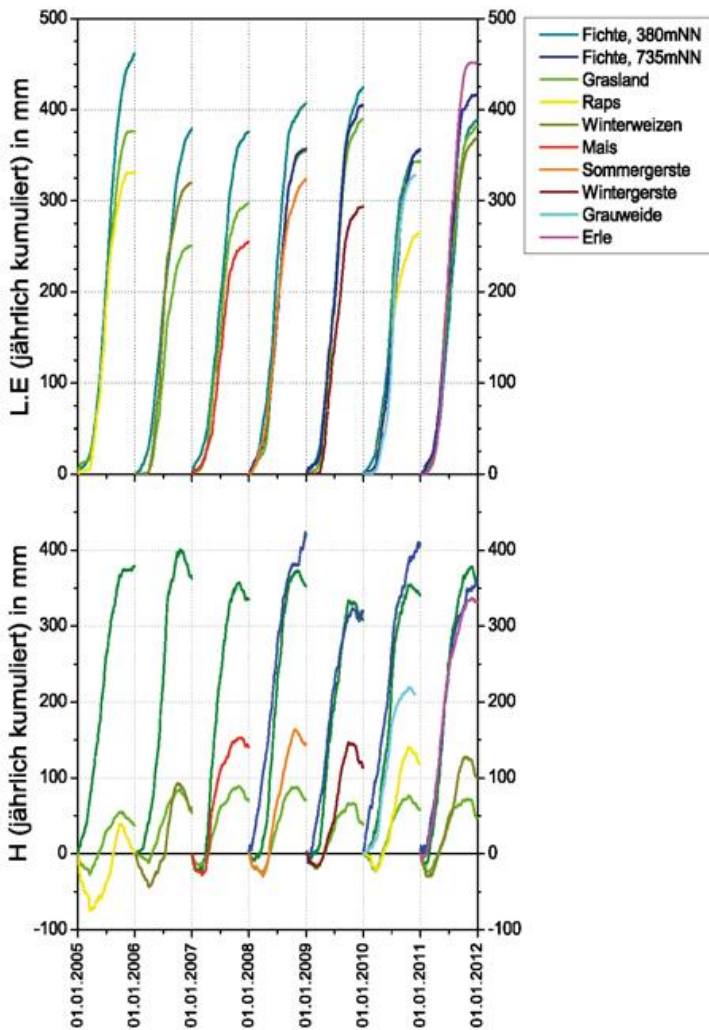 500
400
300
200
100
0
L.E (jährlich kumuliert) in mm
500
400
300
200
100
0
Fichte, 380mNN
Fichte, 735mNN
Grasland
Raps
Winterweizen
Mais
Sommergerste
Wintergerste
Grauweide
Erle
400
300
200
100
0
-100
H (jährlich kumuliert) in mm
400
300
200
100
0
-100
01.01.2005
01.01.2006
01.01.2007
01.01.2008
01.01.2009
01.01.2010
01.01.2011
01.01.2012